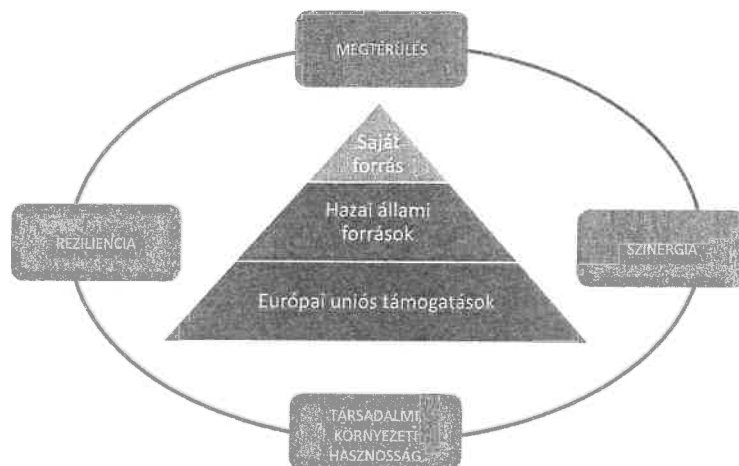 MEGTÉRÜLÉS
Saját
forrás
Hazai állami
források
REZILIENCIA
SZINERGIA
Európai uniós támogatások
TÁRSADALMI
KÖRNYEZETI
HASZNOSSÁG